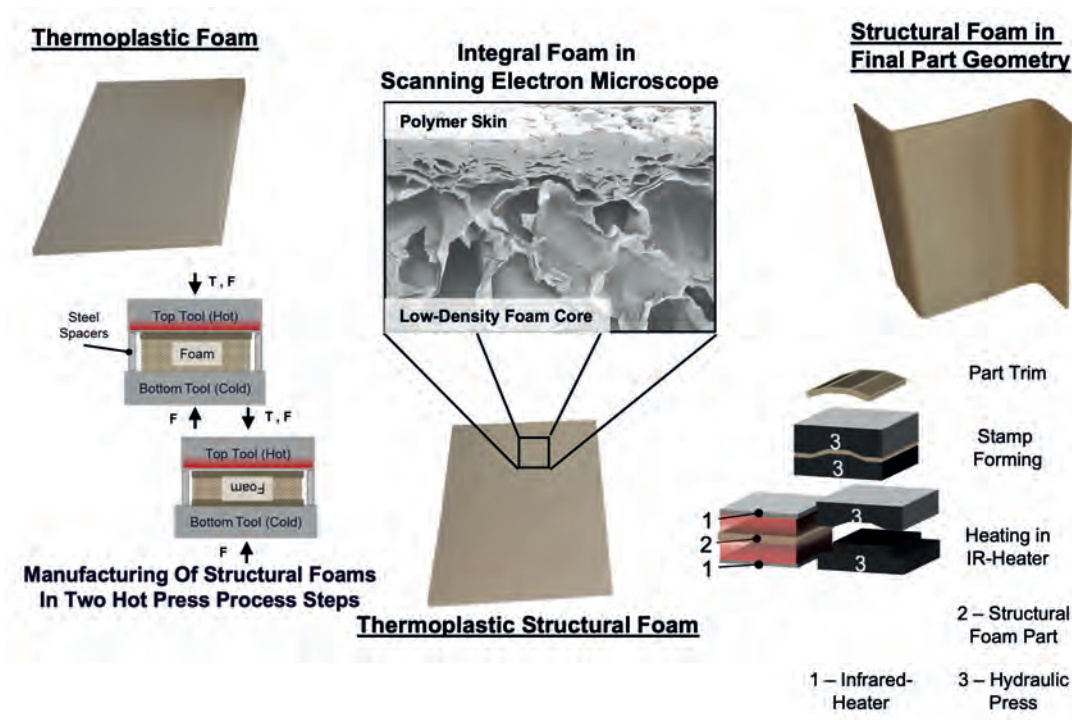 Thermoplastic Foam
T , F
Steel
Spacers
Top Tool (Hot)
Foam
Bottom Tool (Cold)
F
T, F
Top Tool (Hot)
Foam
Bottom Tool (Cold)
F
Manufacturing Of Structural Foams
In Two Hot Press Process Steps
Integral Foam in
Scanning Electron Microscope
Polymer Skin
Low-Density Foam Core
Thermoplastic Structural Foam
Structural Foam in
Final Part Geometry
Part Trim
3
3
Stamp
Forming
1
2
1
3
3
Heating in
IR-Heater
2 – Structural
Foam Part
1 – Infrared-
Heater
3 – Hydraulic
Press